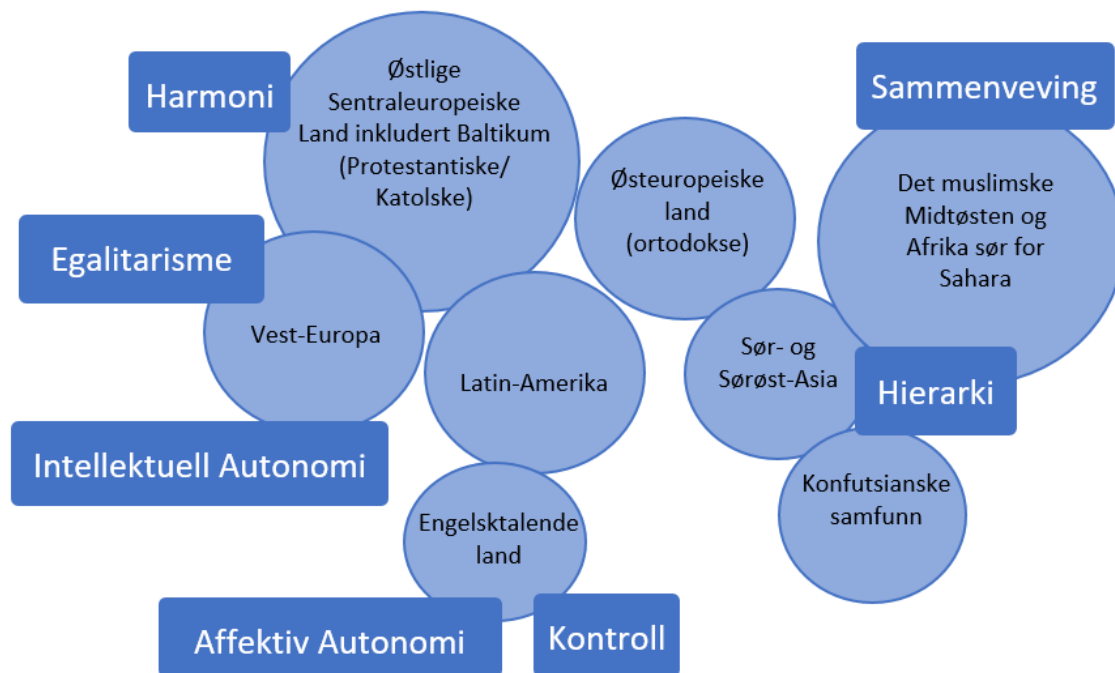 Harmoni
Østlige
Sentraleuropeiske
Land inkludert Baltikum
(Protestantiske/
Katolske)
Sammenveving
Østeuropeiske
land
(ortodokse)
Det muslimske
Midtøsten og
Afrika sør for
Sahara
Egalitarisme
Vest-Europa
Latin-Amerika
Sør- og
Sørøst-Asia
Hierarki
Intellektuell Autonomi
Konfutsianske
samfunn
Engelsktalende
land
Affektiv Autonomi
Kontroll